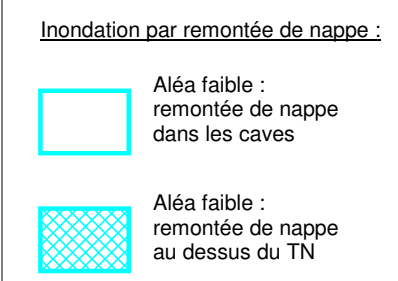 Inondation par remontée de nappe :
Aléa faible :
remontée de nappe
dans les caves
Aléa faible :
remontée de nappe
au dessus du TN